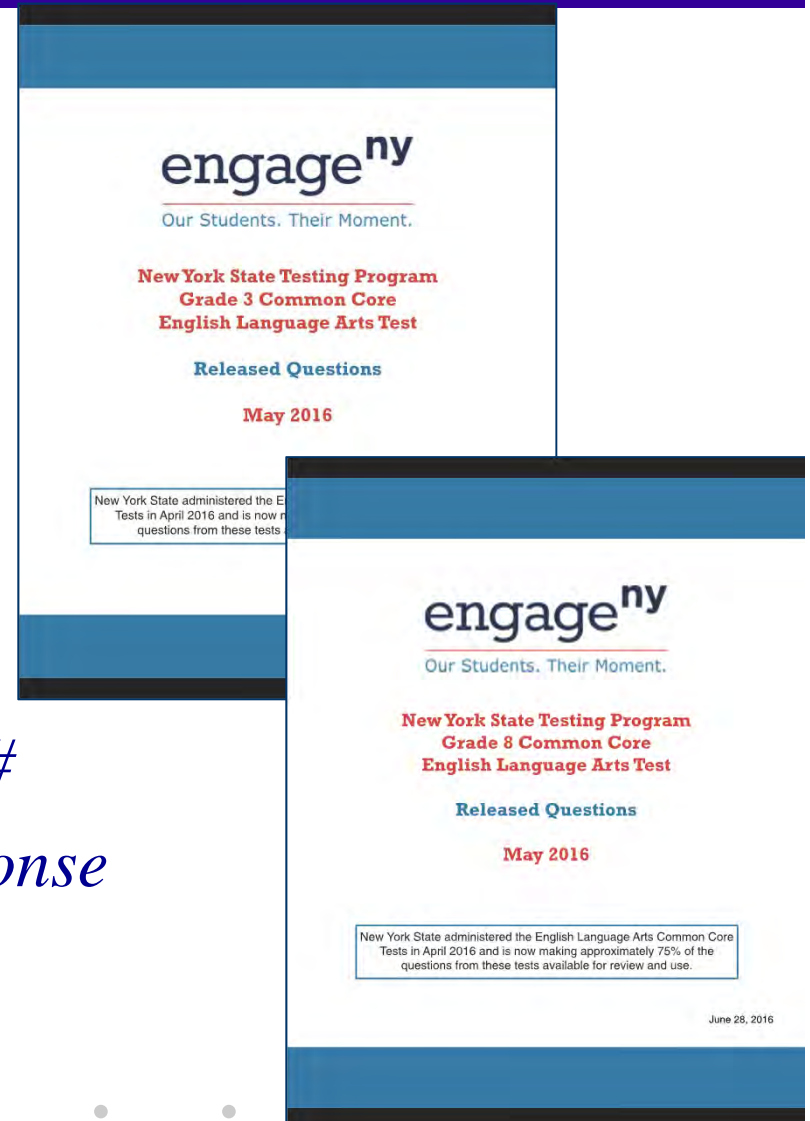 engageny
Our Students. Their Moment.
New York State Testing Program
Grade 3 Common Core
English Language Arts Test
Released Questions
May 2016
New York State administered the E
Tests in April 2016 and is now
questions from these tests
engageny
Our Students. Their Moment.
New York State Testing Program
Grade 8 Common Core
English Language Arts Test
Released Questions
May 2016
New York State administered the English Language Arts Common Core
Tests in April 2016 and is now making approximately 75% of the
questions from these tests available for review and use.
June 28, 2016
#
onse